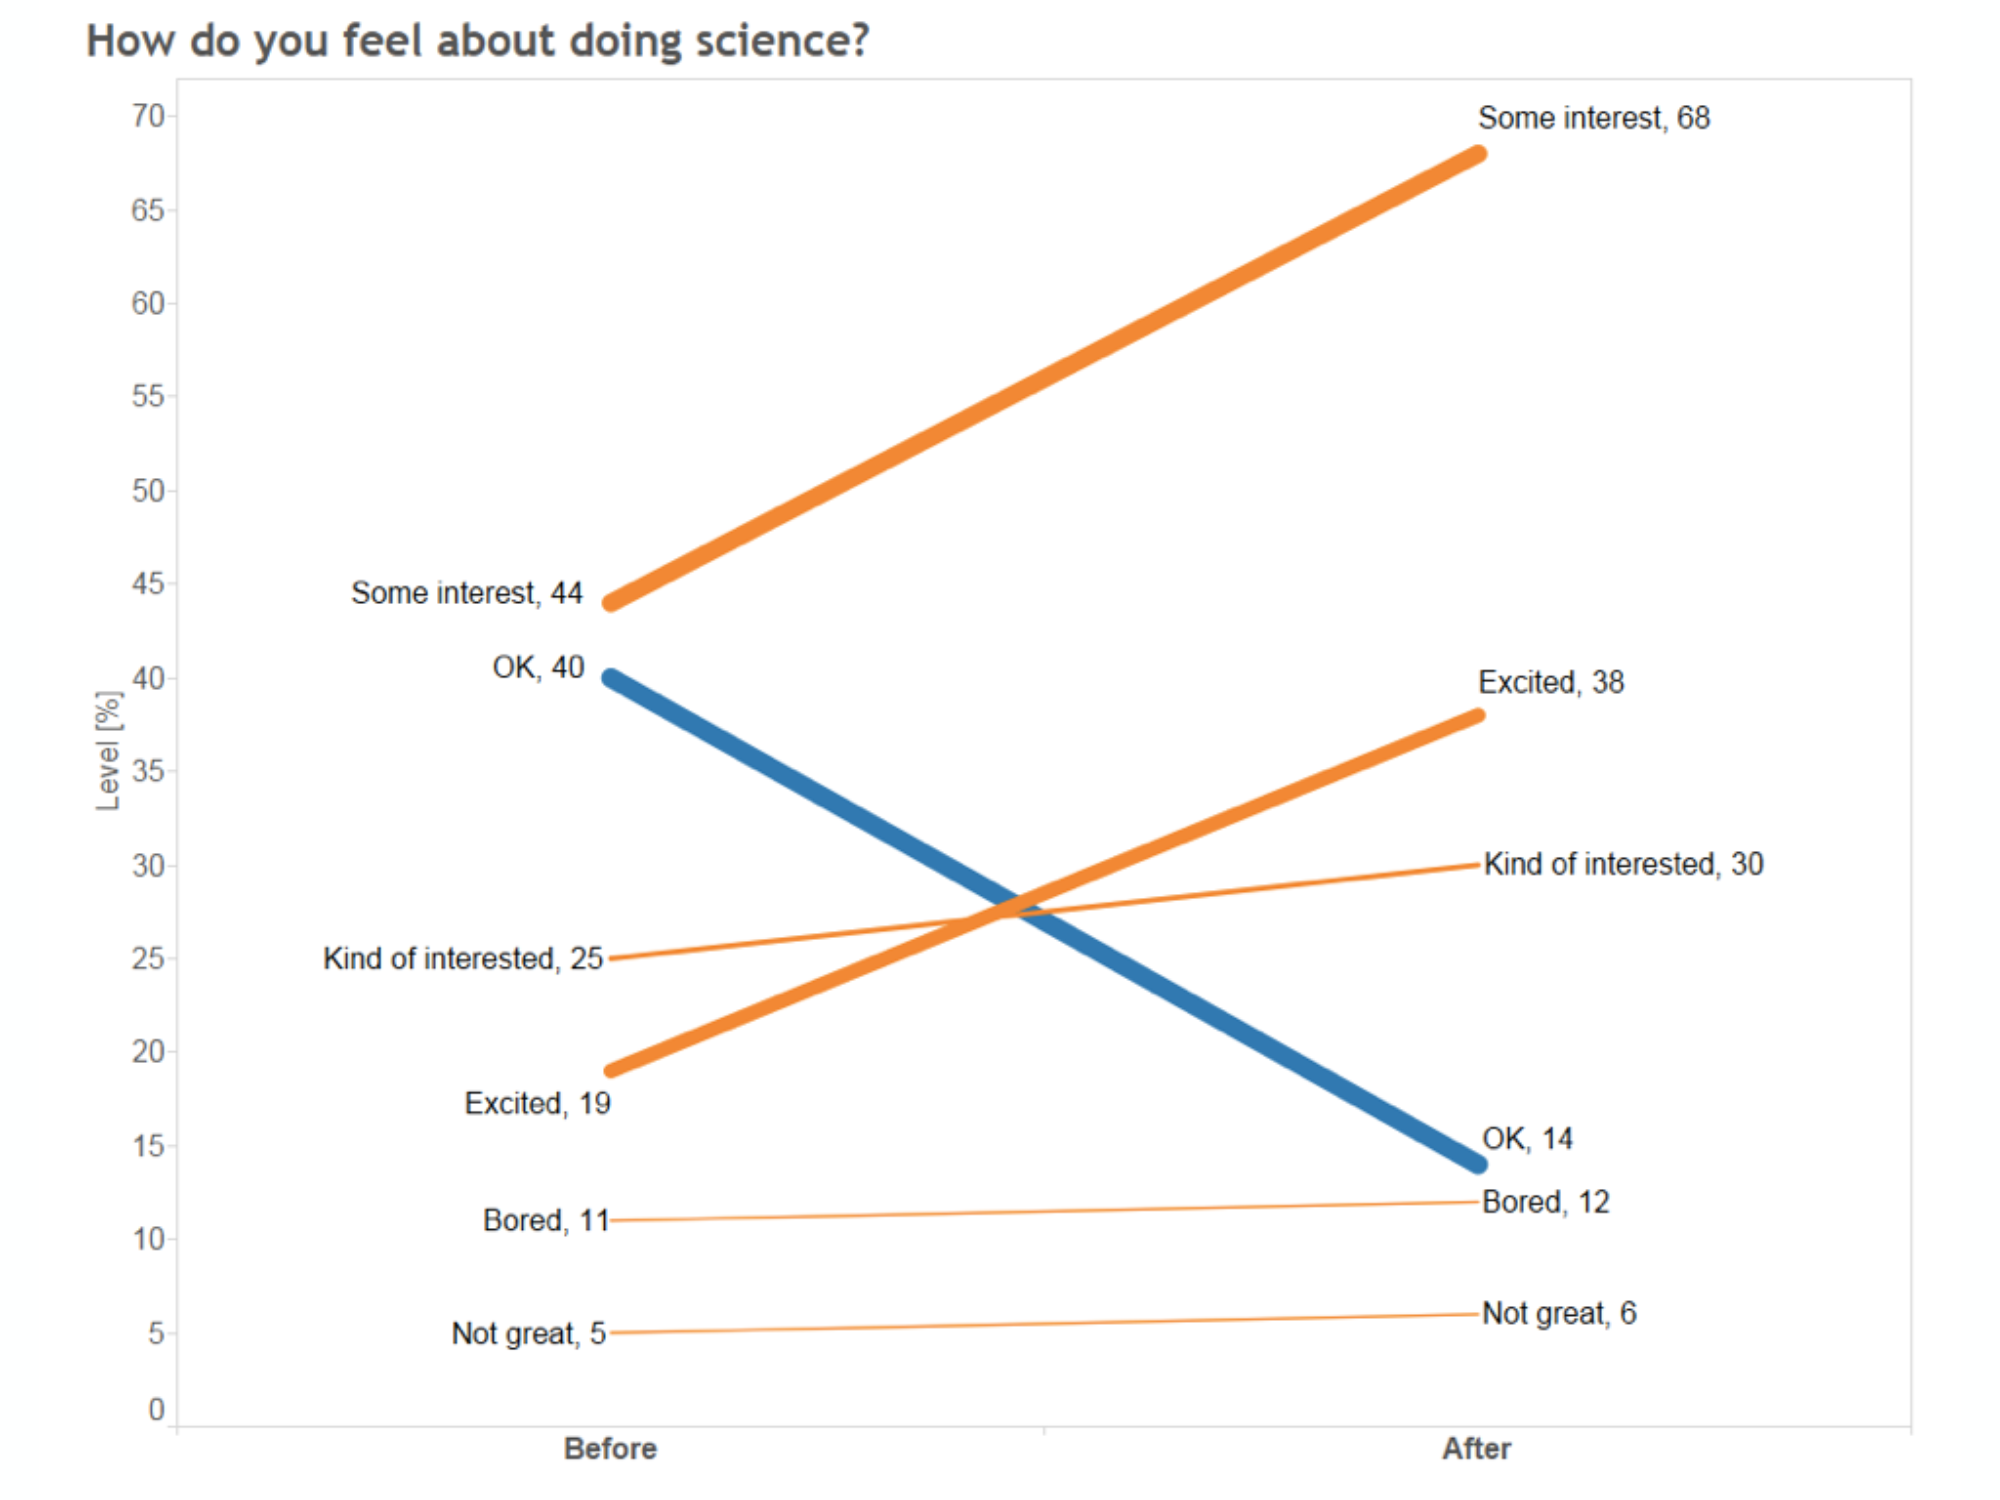 How do you feel about doing science?
70
65
60
55
50
45
40
35
30
25
20
15
10
5
0
Level [%]
Some interest, 44
OK, 40
Kind of interested, 25
Excited, 19
Bored, 11
Not great, 5
Some interest, 68
Excited, 38
Kind of interested, 30
OK, 14
Bored, 12
Not great, 6
Before
After